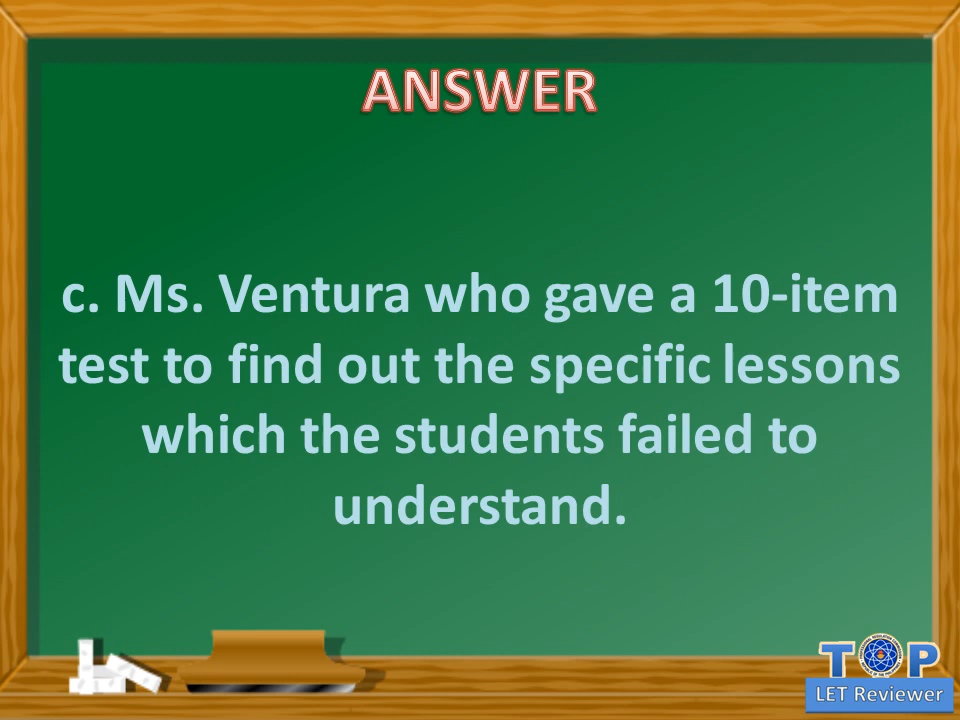 ANSWER
c. Ms. Ventura who gave a 10-item
test to find out the specific lessons
which the students failed to
understand.
TOP
LET Reviewer